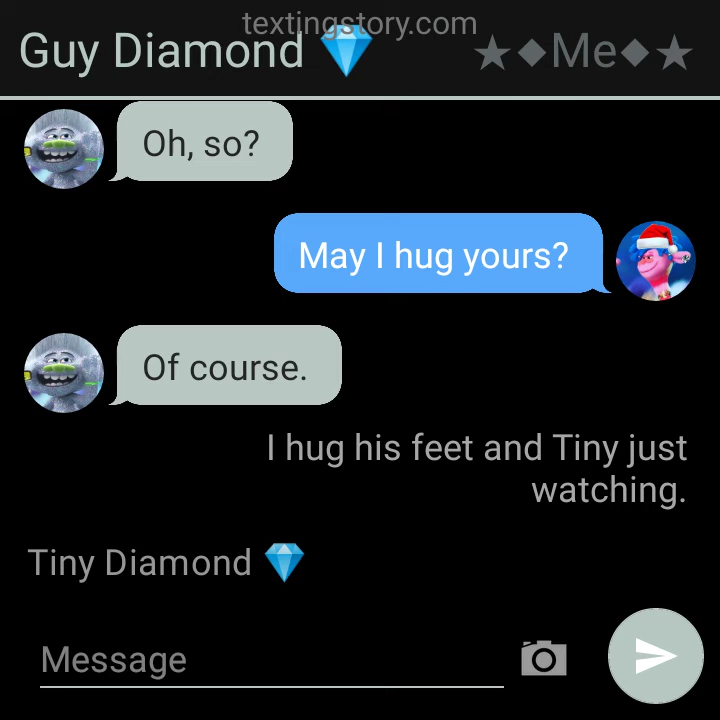 textingstory.com
Guy Diamond 💎
★◆Me◆★
Oh, so?
May I hug yours?
Of course.
I hug his feet and Tiny just
watching.
Tiny Diamond 💎
Message